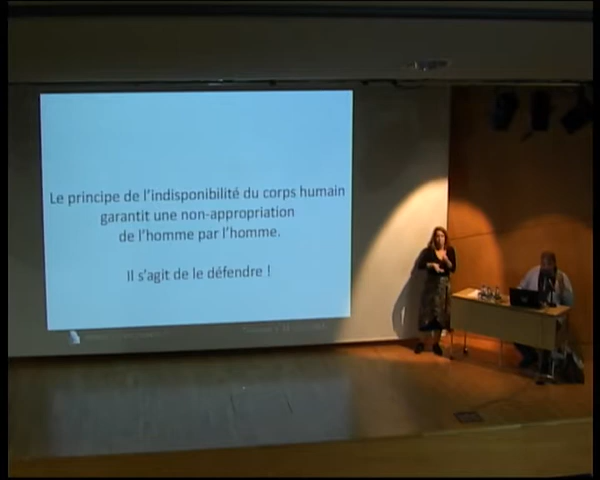 Le principe de l'indisponibilité du corps humain
garantit une non-appropriation
de l'homme par l'homme.
Il s'agit de le défendre !